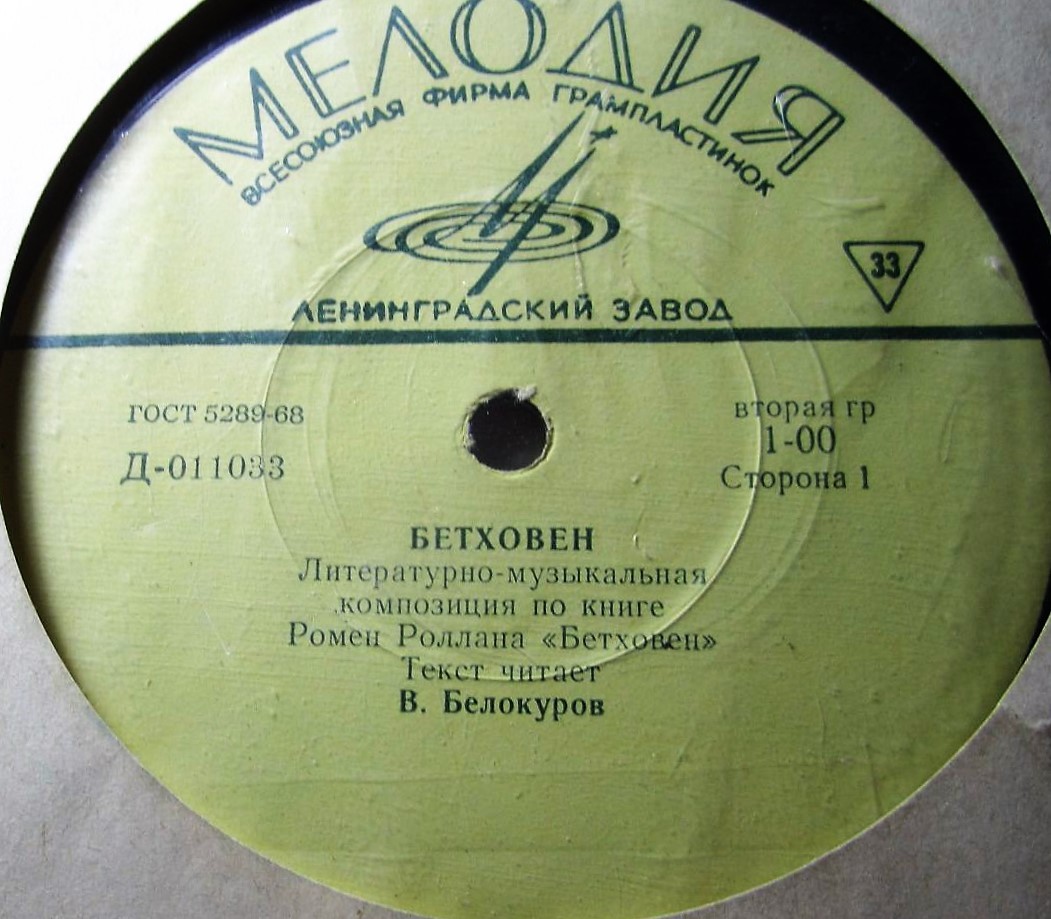 МЕЛОДИЯ
ВСЕСОЮЗНАЯ ФИРМА ГРАМПЛАСТИНОК
33
ЛЕНИНГРАДСКИЙ ЗАВОД
ГОСТ 5289-68
вторая гр
Д-011033
1-00
Сторона 1
БЕТХОВЕН
Литературно-музыкальная
композиция по книге
Ромен Роллана «Бетховен»
Текст читает
В. Белокуров